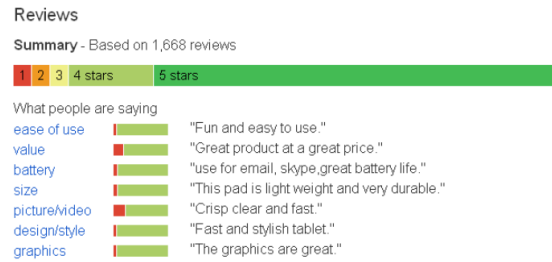 Reviews
Summary - Based on 1,668 reviews
1 2 3 4 stars 5 stars
What people are saying
ease of use "Fun and easy to use."
value "Great product at a great price."
battery "use for email, skype,great battery life."
size "This pad is light weight and very durable."
picture/video "Crisp clear and fast."
design/style "Fast and stylish tablet."
graphics "The graphics are great."